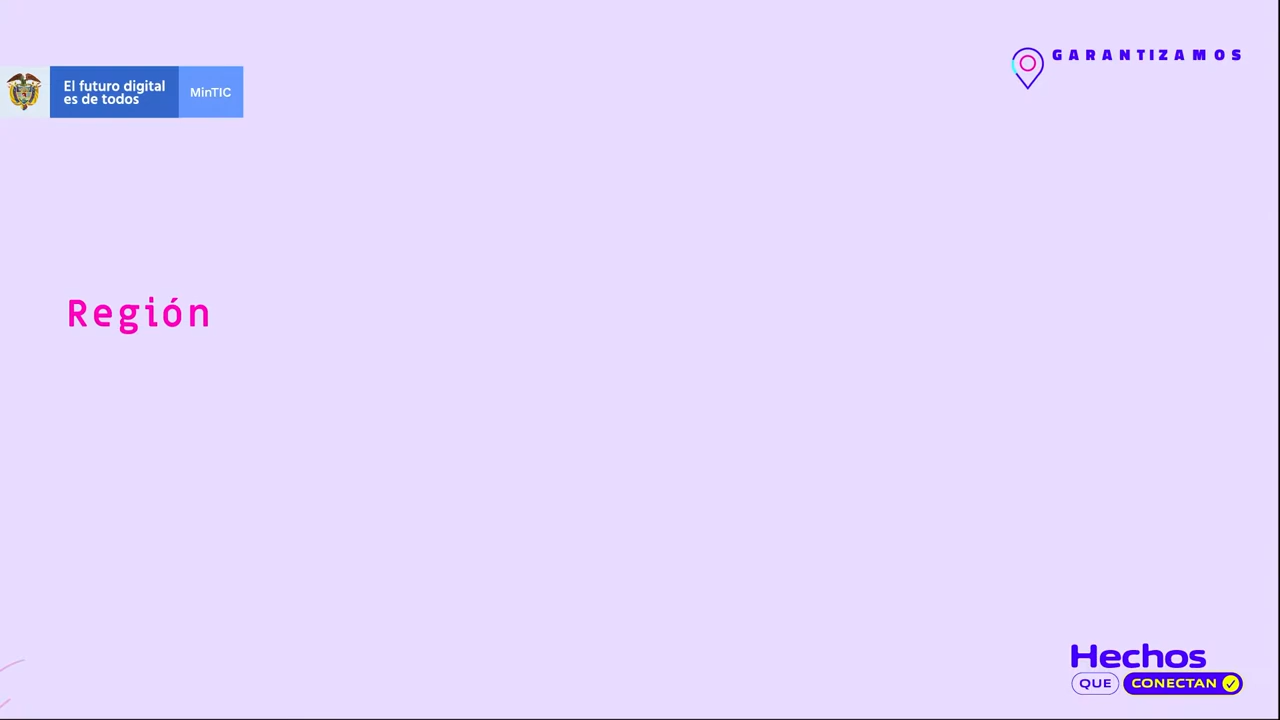 GARANTIZAMOS
El futuro digital
es de todos
MinTIC
Región
Hechos
QUE CONECTAN